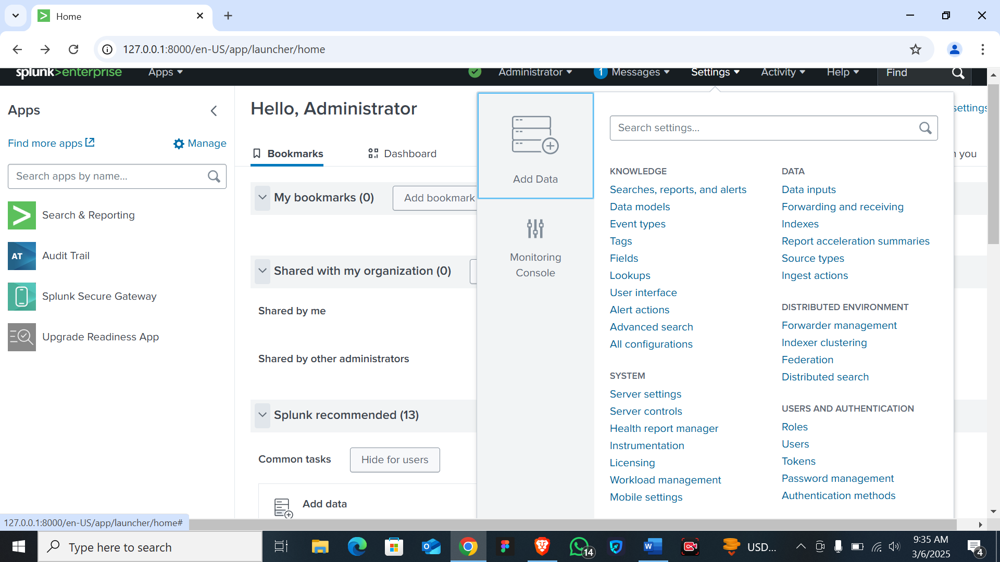 Home
127.0.0.1:8000/en-US/app/launcher/home
splunk>enterprise Apps Administrator 1 Messages Settings Activity Help Find
Apps
Find more apps Manage
Search apps by name...
Search & Reporting
AT Audit Trail
Splunk Secure Gateway
Upgrade Readiness App
Hello, Administrator
settings
Bookmarks Dashboard
you
My bookmarks (0) Add bookmark
Shared with my organization (0)
Shared by me
Shared by other administrators
Splunk recommended (13)
Common tasks Hide for users
Add data
Add Data
Monitoring
Console
Search settings...
KNOWLEDGE
Searches, reports, and alerts
Data models
Event types
Tags
Fields
Lookups
User interface
Alert actions
Advanced search
All configurations
SYSTEM
Server settings
Server controls
Health report manager
Instrumentation
Licensing
Workload management
Mobile settings
DATA
Data inputs
Forwarding and receiving
Indexes
Report acceleration summaries
Source types
Ingest actions
DISTRIBUTED ENVIRONMENT
Forwarder management
Indexer clustering
Federation
Distributed search
USERS AND AUTHENTICATION
Roles
Users
Tokens
Password management
Authentication methods
127.0.0.1:8000/en-US/app/launcher/home#
Type here to search
14
USD...
9:35 AM
3/6/2025
4